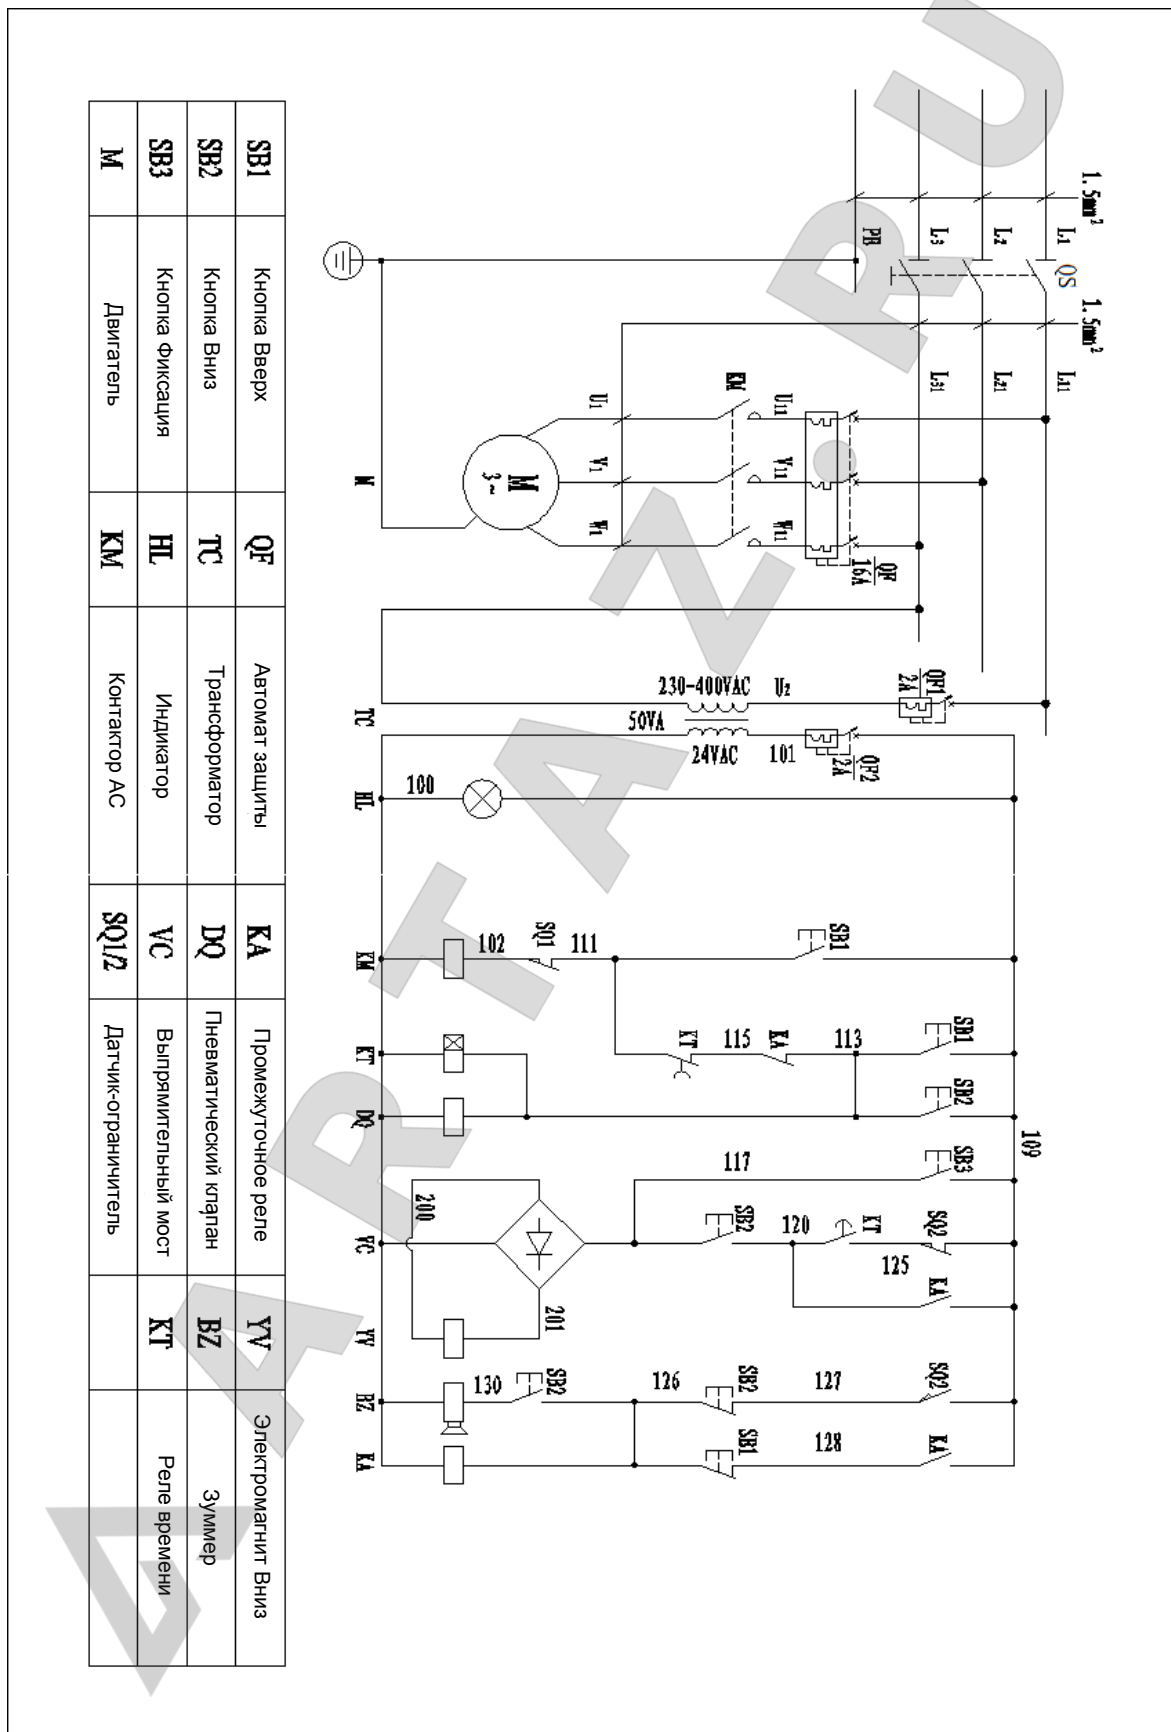 1.5mm²
1.5mm²
L1
L2
L3
PB
QS
L11
L21
L31
U11
V11
W11
QF
16A
KM
U1
V1
W1
M
3~
M
QF1
2A
QF2
2A
230-400VAC
U2
50VA
24VAC
101
TC
100
HL
109
SB1
111
SQ1
102
KM
SB1
113
KA
115
KT
KT
SB2
DQ
SB3
117
SQ2
125
KT
120
SB2
KA
VC
200
201
YV
SQ2
127
SB2
126
SB2
130
BZ
KA
128
SB1
KA
SB1 Кнопка Вверх QF Автомат защиты KA Промежуточное реле YV Электромагнит Вниз
SB2 Кнопка Вниз TC Трансформатор DQ Пневматический клапан BZ Зуммер
SB3 Кнопка Фиксация HL Индикатор VC Выпрямительный мост KT Реле времени
M Двигатель KM Контактор AC SQ1/2 Датчик-ограничитель
ARTAZ.RU